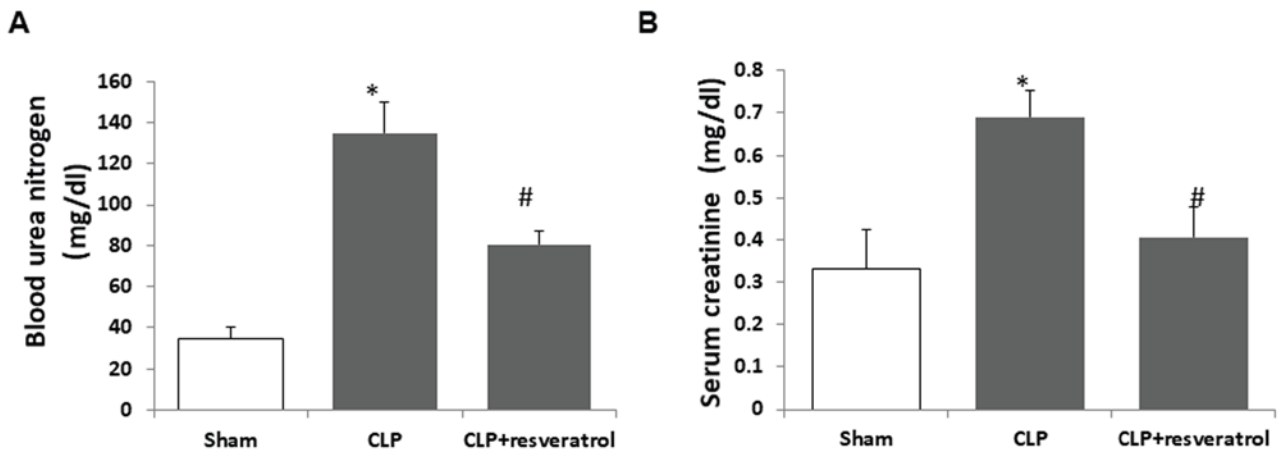 A
Blood urea nitrogen
(mg/dl)
160
140
120
100
80
60
40
20
0
*
#
Sham
CLP
CLP+resveratrol
B
Serum creatinine (mg/dl)
0.8
0.7
0.6
0.5
0.4
0.3
0.2
0.1
0
*
#
Sham
CLP
CLP+resveratrol